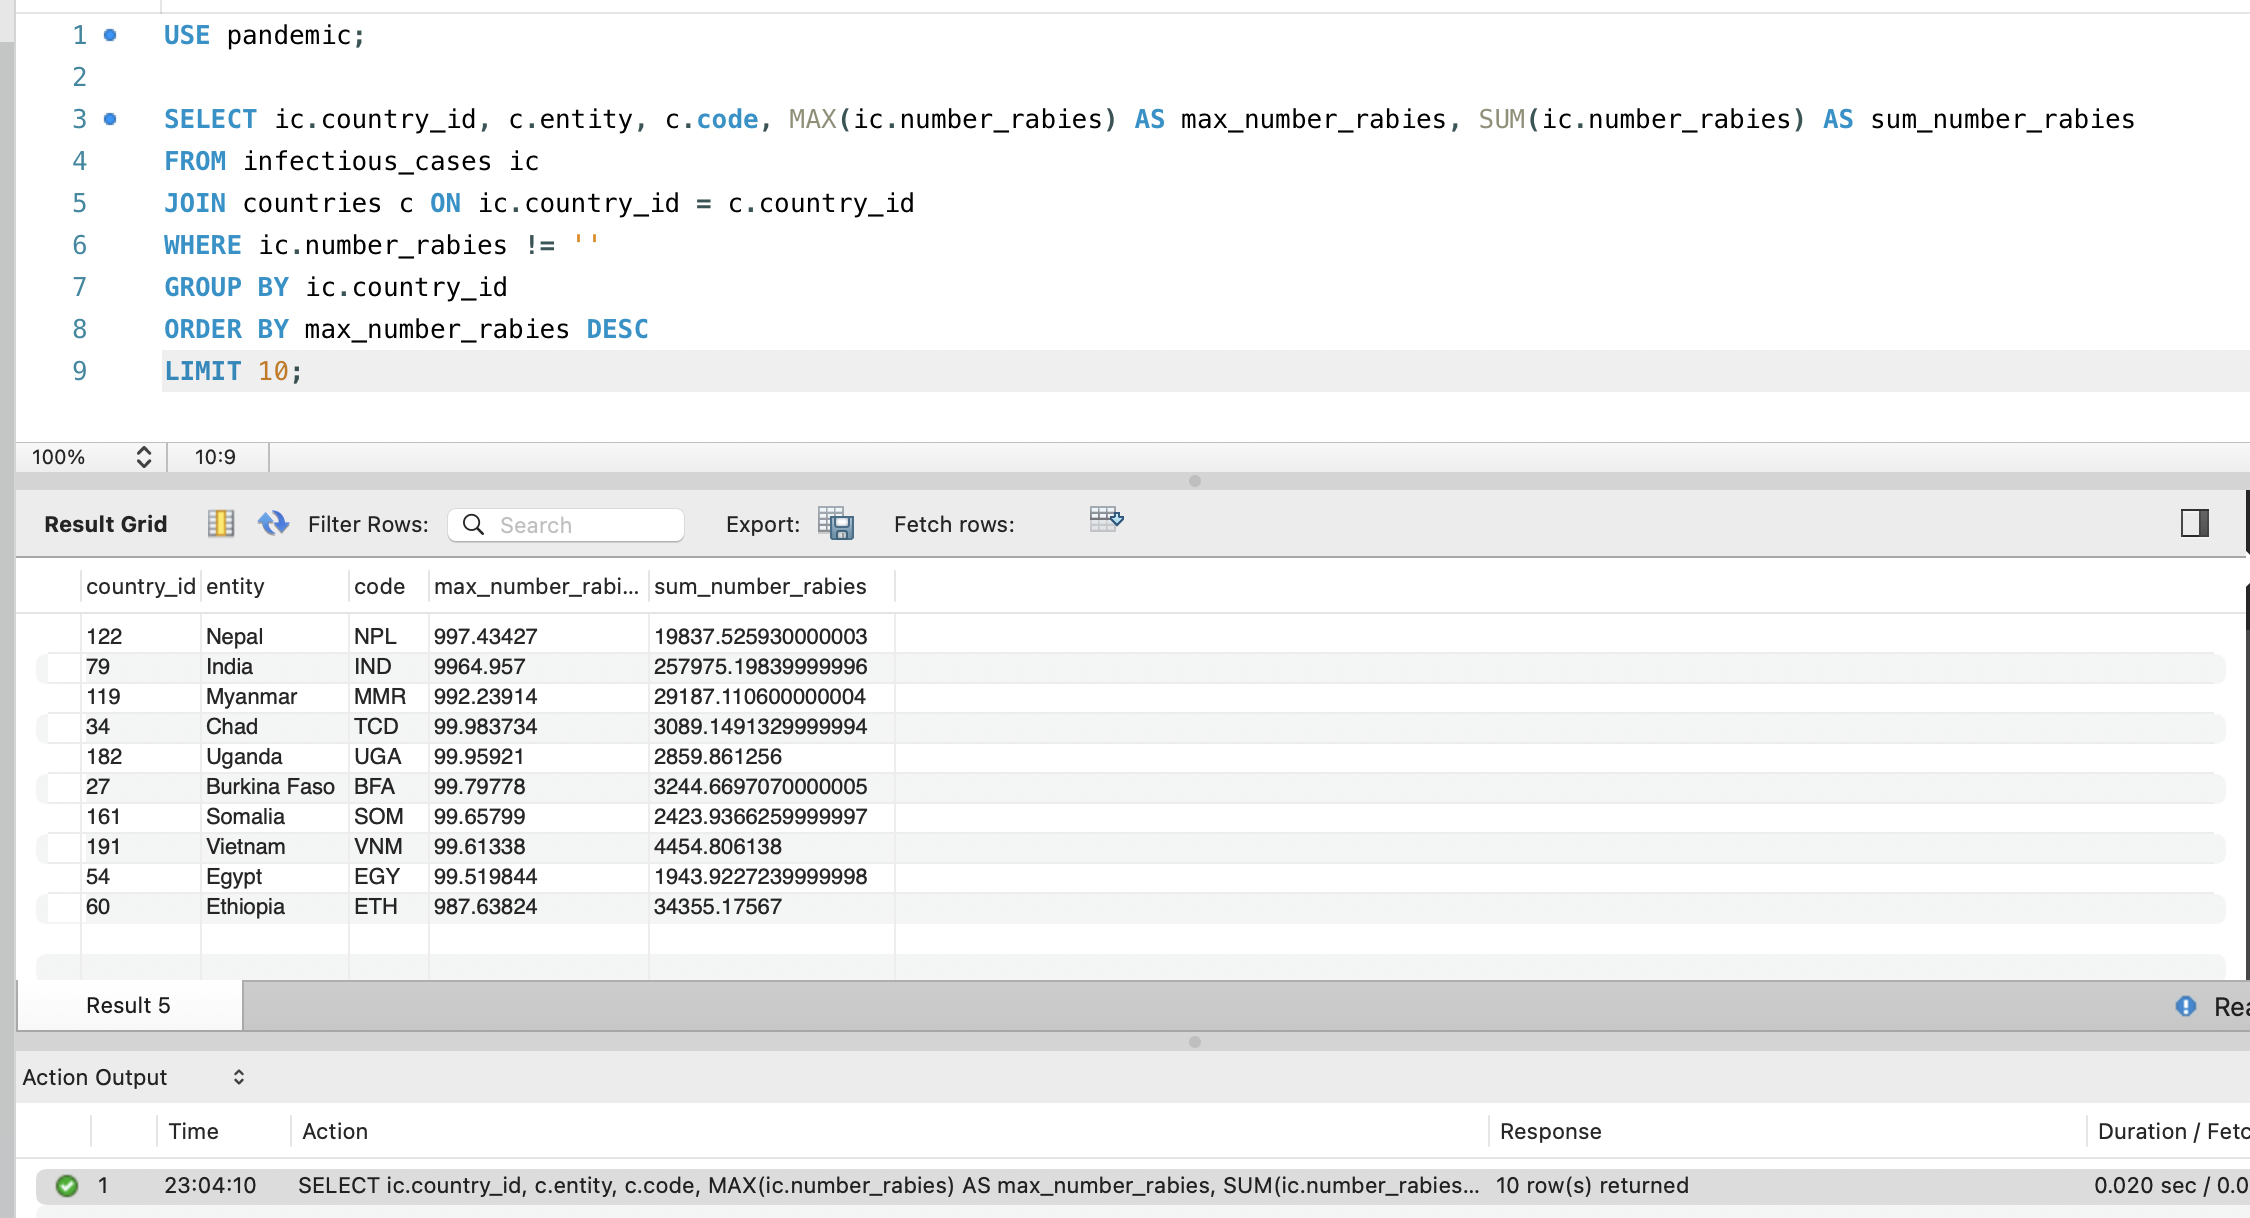 1 USE pandemic;
2
3 SELECT ic.country_id, c.entity, c.code, MAX(ic.number_rabies) AS max_number_rabies, SUM(ic.number_rabies) AS sum_number_rabies
4 FROM infectious_cases ic
5 JOIN countries c ON ic.country_id = c.country_id
6 WHERE ic.number_rabies != ''
7 GROUP BY ic.country_id
8 ORDER BY max_number_rabies DESC
9 LIMIT 10;
100% 10:9
Result Grid Filter Rows: Search Export: Fetch rows:
country_id entity code max_number_rabi... sum_number_rabies
122 Nepal NPL 997.43427 19837.525930000003
79 India IND 9964.957 257975.19839999996
119 Myanmar MMR 992.23914 29187.110600000004
34 Chad TCD 99.983734 3089.1491329999994
182 Uganda UGA 99.95921 2859.861256
27 Burkina Faso BFA 99.79778 3244.6697070000005
161 Somalia SOM 99.65799 2423.9366259999997
191 Vietnam VNM 99.61338 4454.806138
54 Egypt EGY 99.519844 1943.9227239999998
60 Ethiopia ETH 987.63824 34355.17567
Result 5 Rea
Action Output
Time Action Response Duration / Fetc
1 23:04:10 SELECT ic.country_id, c.entity, c.code, MAX(ic.number_rabies) AS max_number_rabies, SUM(ic.number_rabies... 10 row(s) returned 0.020 sec / 0.0